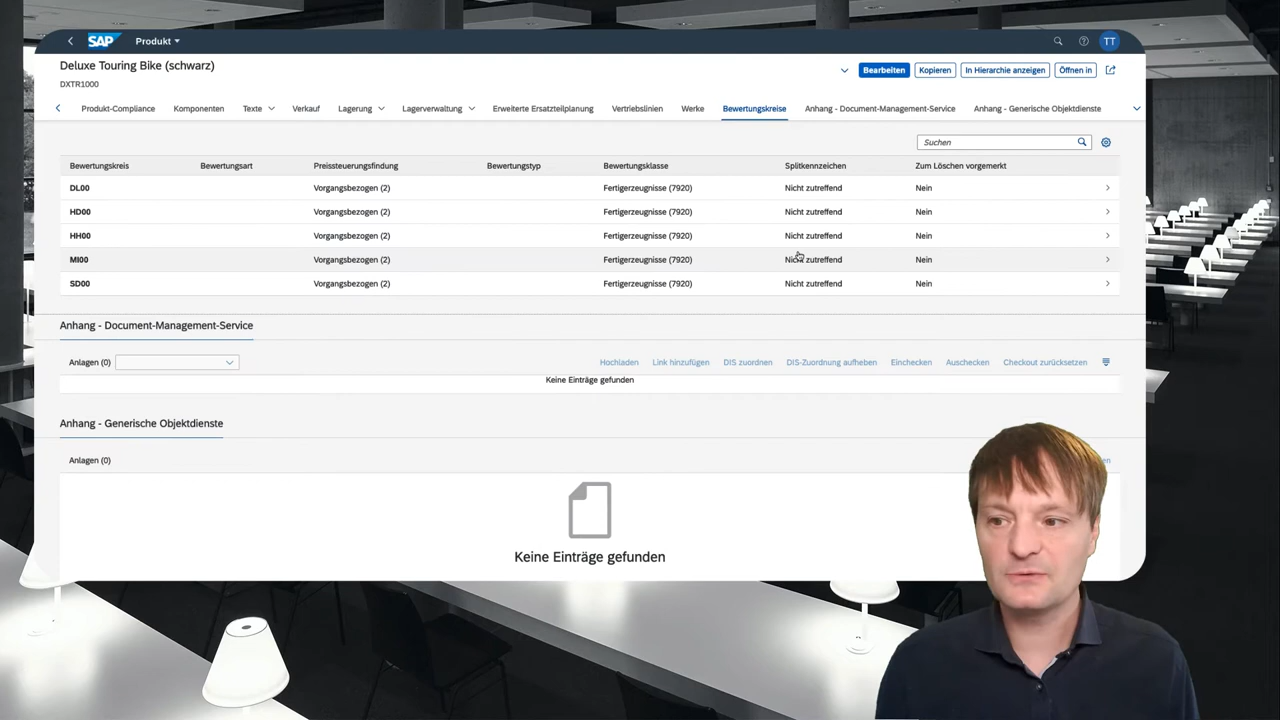 SAP Produkt TT
Deluxe Touring Bike (schwarz)
DXTR1000
Bearbeiten Kopieren In Hierarchie anzeigen Öffnen in
Produkt-Compliance Komponenten Texte Verkauf Lagerung Lagerverwaltung Erweiterte Ersatzteilplanung Vertriebslinien Werke Bewertungskreise Anhang - Document-Management-Service Anhang - Generische Objektdienste
Suchen
Bewertungskreis Bewertungsart Preissteuerungsfindung Bewertungstyp Bewertungsklasse Splitkennzeichen Zum Löschen vorgemerkt
DL00 Vorgangsbezogen (2) Fertigerzeugnisse (7920) Nicht zutreffend Nein
HD00 Vorgangsbezogen (2) Fertigerzeugnisse (7920) Nicht zutreffend Nein
HH00 Vorgangsbezogen (2) Fertigerzeugnisse (7920) Nicht zutreffend Nein
MI00 Vorgangsbezogen (2) Fertigerzeugnisse (7920) Nicht zutreffend Nein
SD00 Vorgangsbezogen (2) Fertigerzeugnisse (7920) Nicht zutreffend Nein
Anhang - Document-Management-Service
Anlagen (0) Hochladen Link hinzufügen DIS zuordnen DIS-Zuordnung aufheben Einchecken Auschecken Checkout zurücksetzen
Keine Einträge gefunden
Anhang - Generische Objektdienste
Anlagen (0)
Keine Einträge gefunden